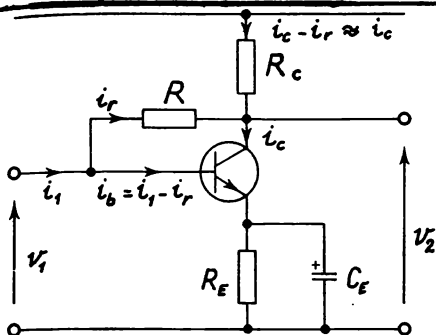 i_c - i_r ≈ i_c
R_c
i_r
R
i_c
i_1
i_b = i_1 - i_r
v_1
v_2
R_E
+
C_E